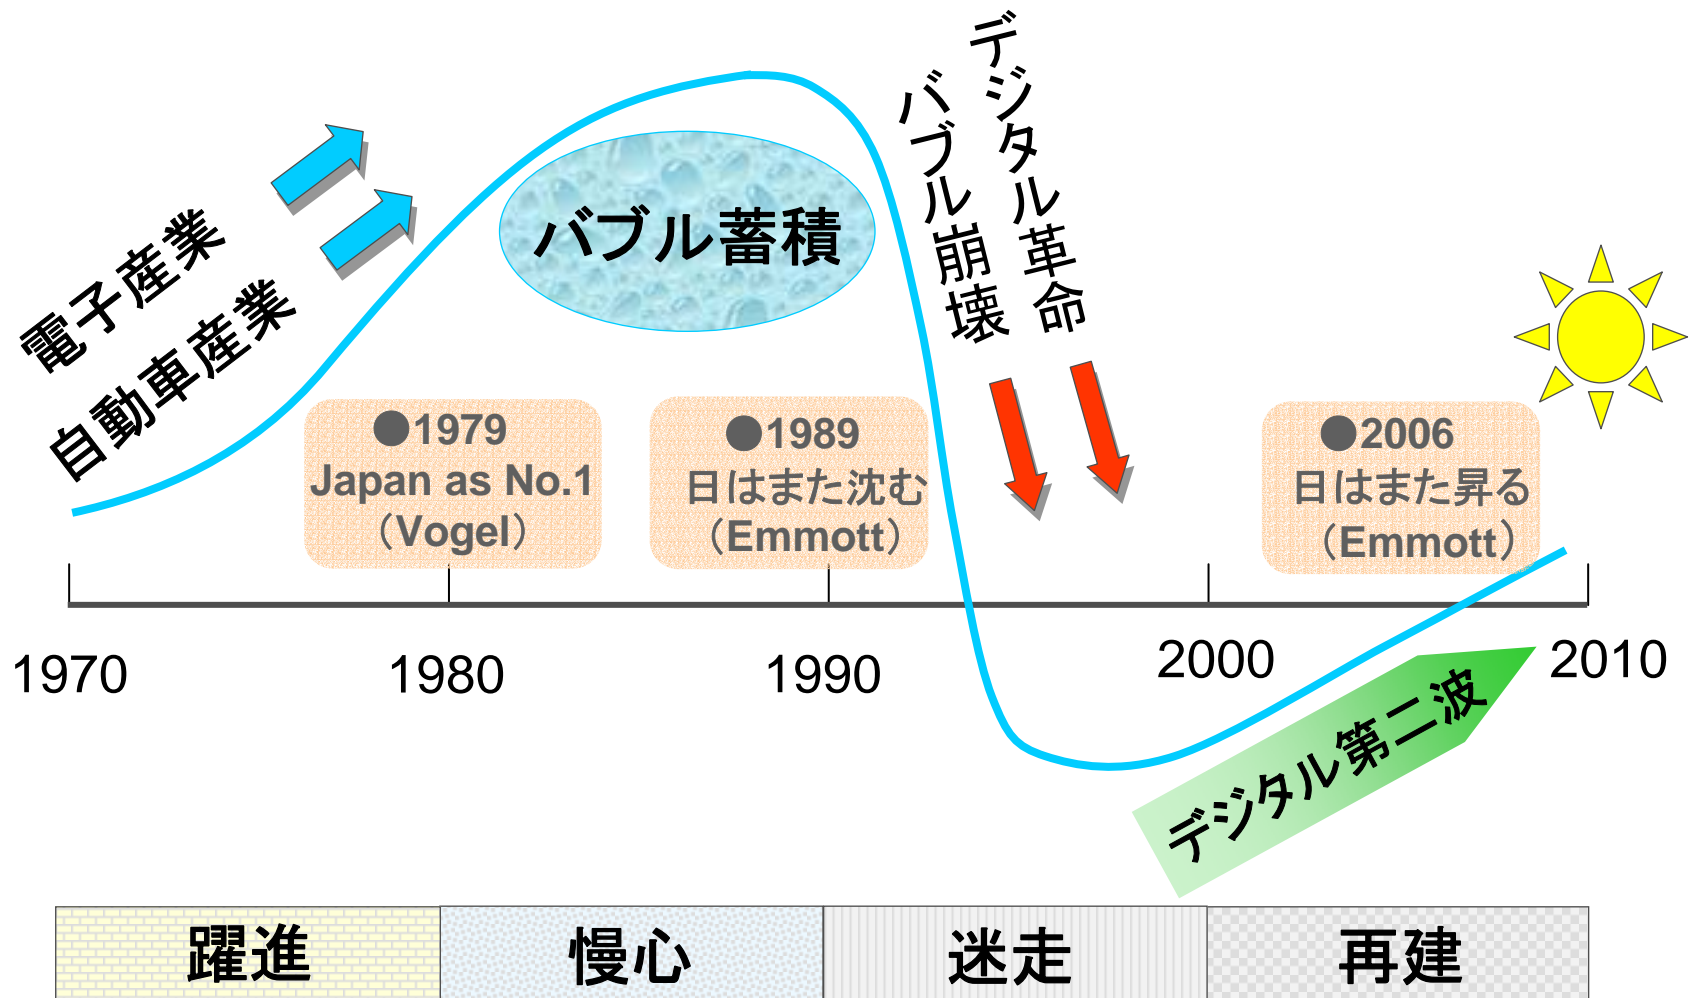 デジタル革命
バブル崩壊
電子産業
自動車産業
バブル蓄積
●1979
Japan as No.1
（Vogel）
●1989
日はまた沈む
（Emmott）
●2006
日はまた昇る
（Emmott）
1970
1980
1990
2000
2010
デジタル第二波
躍進
慢心
迷走
再建